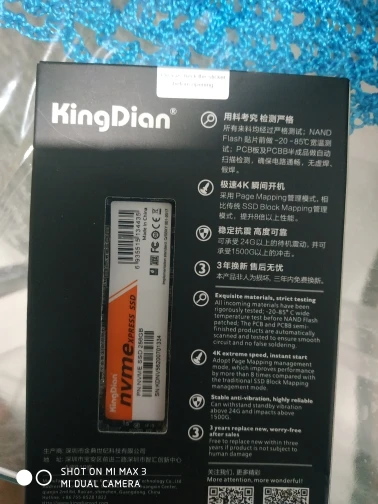 KingDian®
用料考究 检测严格
所有来料均经过严格测试；NAND
Flash 贴片前做 -20 -85℃宽温测
试；PCB板及PCBB半成品做自动
扫描检测，确保电路通畅，无虚焊、
假焊。
极速4K 瞬间开机
采用 Page Mapping管理模式，相
比传统 SSD Block Mapping管理
模式，提升8倍以上性能。
稳定抗震 高度可靠
可承受 24G以上的待机震动，并可
承受1500G以上的冲击。
3年换新 售后无忧
本产品非人为损坏，三年内免费换新。
Exquisite materials, strict testing
All incoming materials have been
rigorously tested; -20-85° C wide
temperature test before NAND Flash
patched; The PCB and PCBB semi-
finished products are automatically
scanned and tested to ensure smooth
circuit and no false soldering.
4K extreme speed, instant start
Adopt Page Mapping management
mode, which improves performance
by more than 8 times compared with
the traditional SSD Block Mapping
management mode.
Stable anti-vibration, highly reliable
Can withstand standby vibration
above 24G and impact above
1500G.
3 years replace new, worry-free
after sales
Free to replace new within three
years if product is not subject to
human damage
关注我们，更多精彩
More attention, more wonderful!
KingDian
nvme
XPRESS SSD
P/N:NVME SSD 256GB
Made in China
SHOT ON MI MAX 3
MI DUAL CAMERA